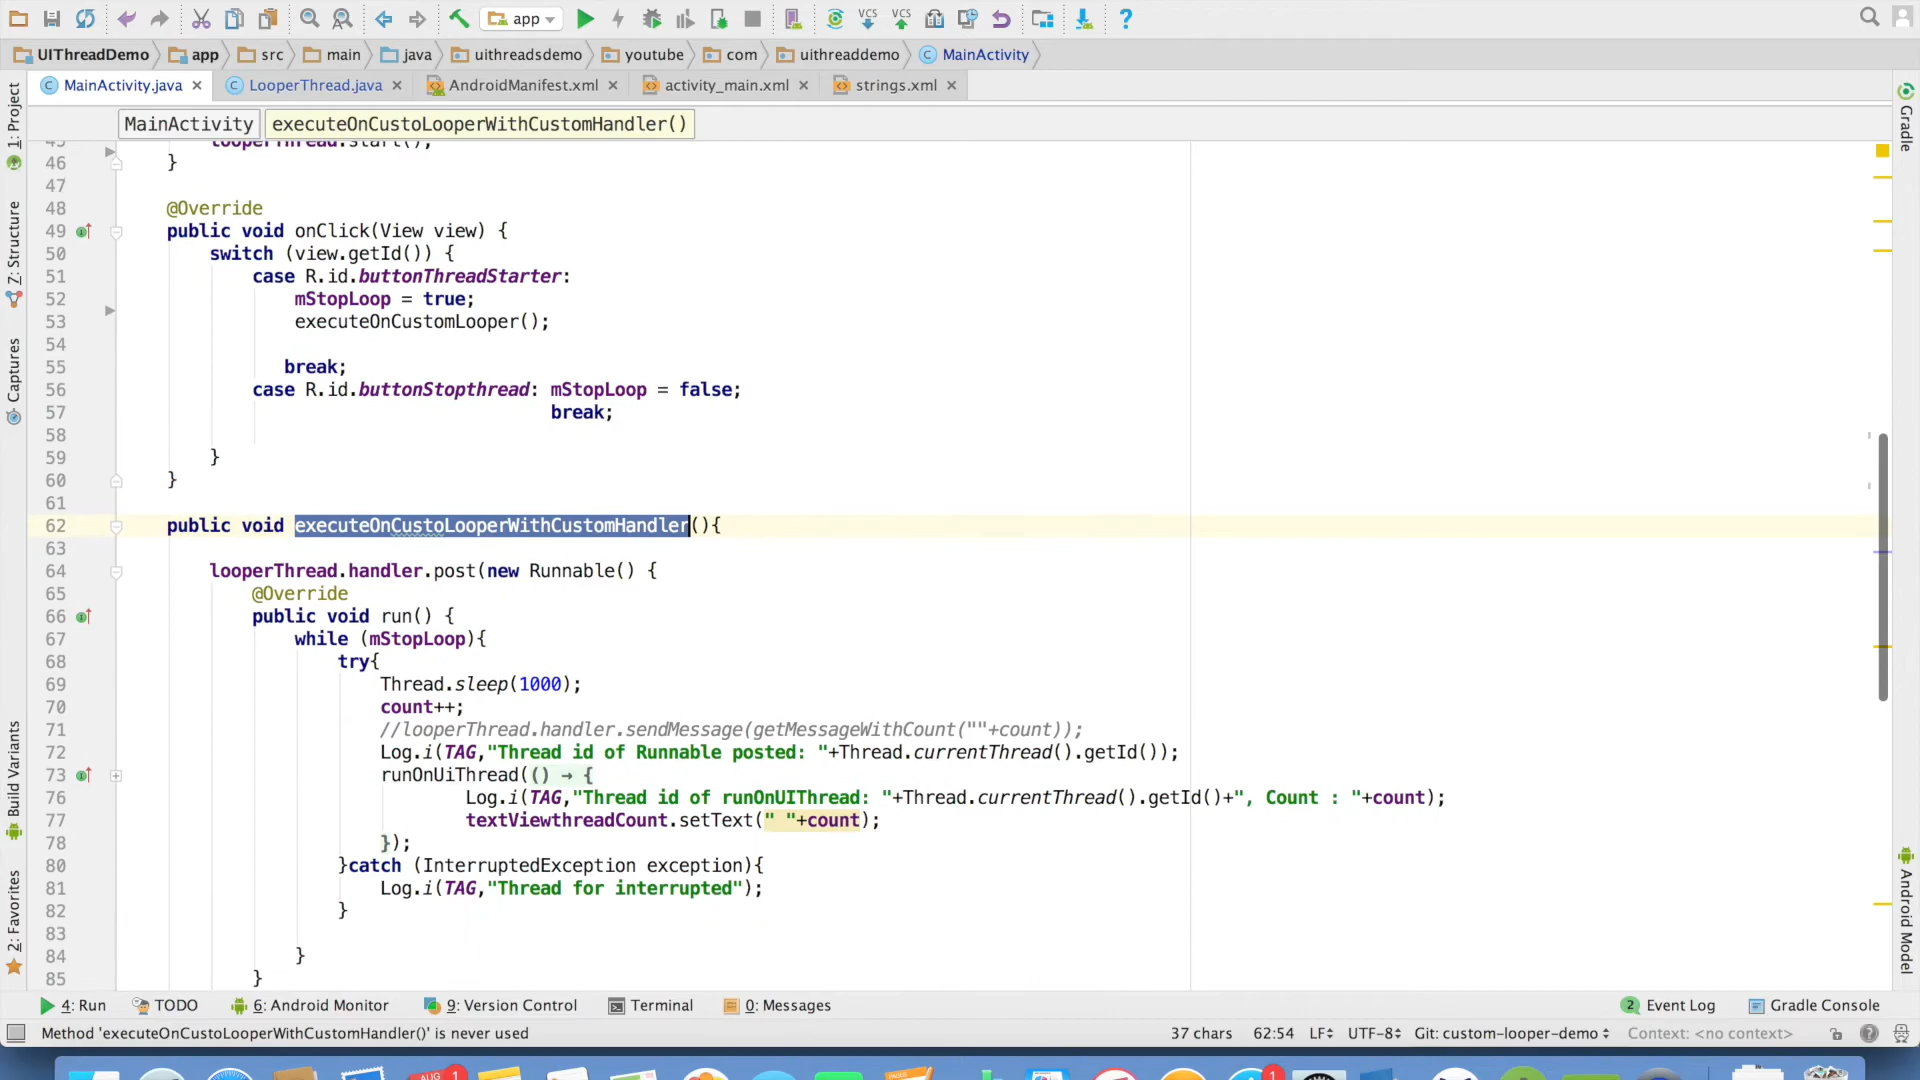 app
UIThreadDemo app src main java uithreadsdemo youtube com uithreaddemo MainActivity
MainActivity.java LooperThread.java AndroidManifest.xml activity_main.xml strings.xml
MainActivity executeOnCustoLooperWithCustomHandler()
45 looperThread.start();
46 }
47
48 @Override
49 public void onClick(View view) {
50 switch (view.getId()) {
51 case R.id.buttonThreadStarter:
52 mStopLoop = true;
53 executeOnCustomLooper();
54
55 break;
56 case R.id.buttonStopthread: mStopLoop = false;
57 break;
58
59 }
60 }
61
62 public void executeOnCustoLooperWithCustomHandler(){
63
64 looperThread.handler.post(new Runnable() {
65 @Override
66 public void run() {
67 while (mStopLoop){
68 try{
69 Thread.sleep(1000);
70 count++;
71 //looperThread.handler.sendMessage(getMessageWithCount(""+count));
72 Log.i(TAG,"Thread id of Runnable posted: "+Thread.currentThread().getId());
73 runOnUiThread(() → {
76 Log.i(TAG,"Thread id of runOnUIThread: "+Thread.currentThread().getId()+", Count : "+count);
77 textViewthreadCount.setText(" "+count);
78 });
80 }catch (InterruptedException exception){
81 Log.i(TAG,"Thread for interrupted");
82 }
83
84 }
85 }
1: Project
7: Structure
Captures
Build Variants
2: Favorites
Gradle
Android Model
4: Run TODO 6: Android Monitor 9: Version Control Terminal 0: Messages 2 Event Log Gradle Console
Method 'executeOnCustoLooperWithCustomHandler()' is never used 37 chars 62:54 LF UTF-8 Git: custom-looper-demo Context: <no context>
AUG 1 1